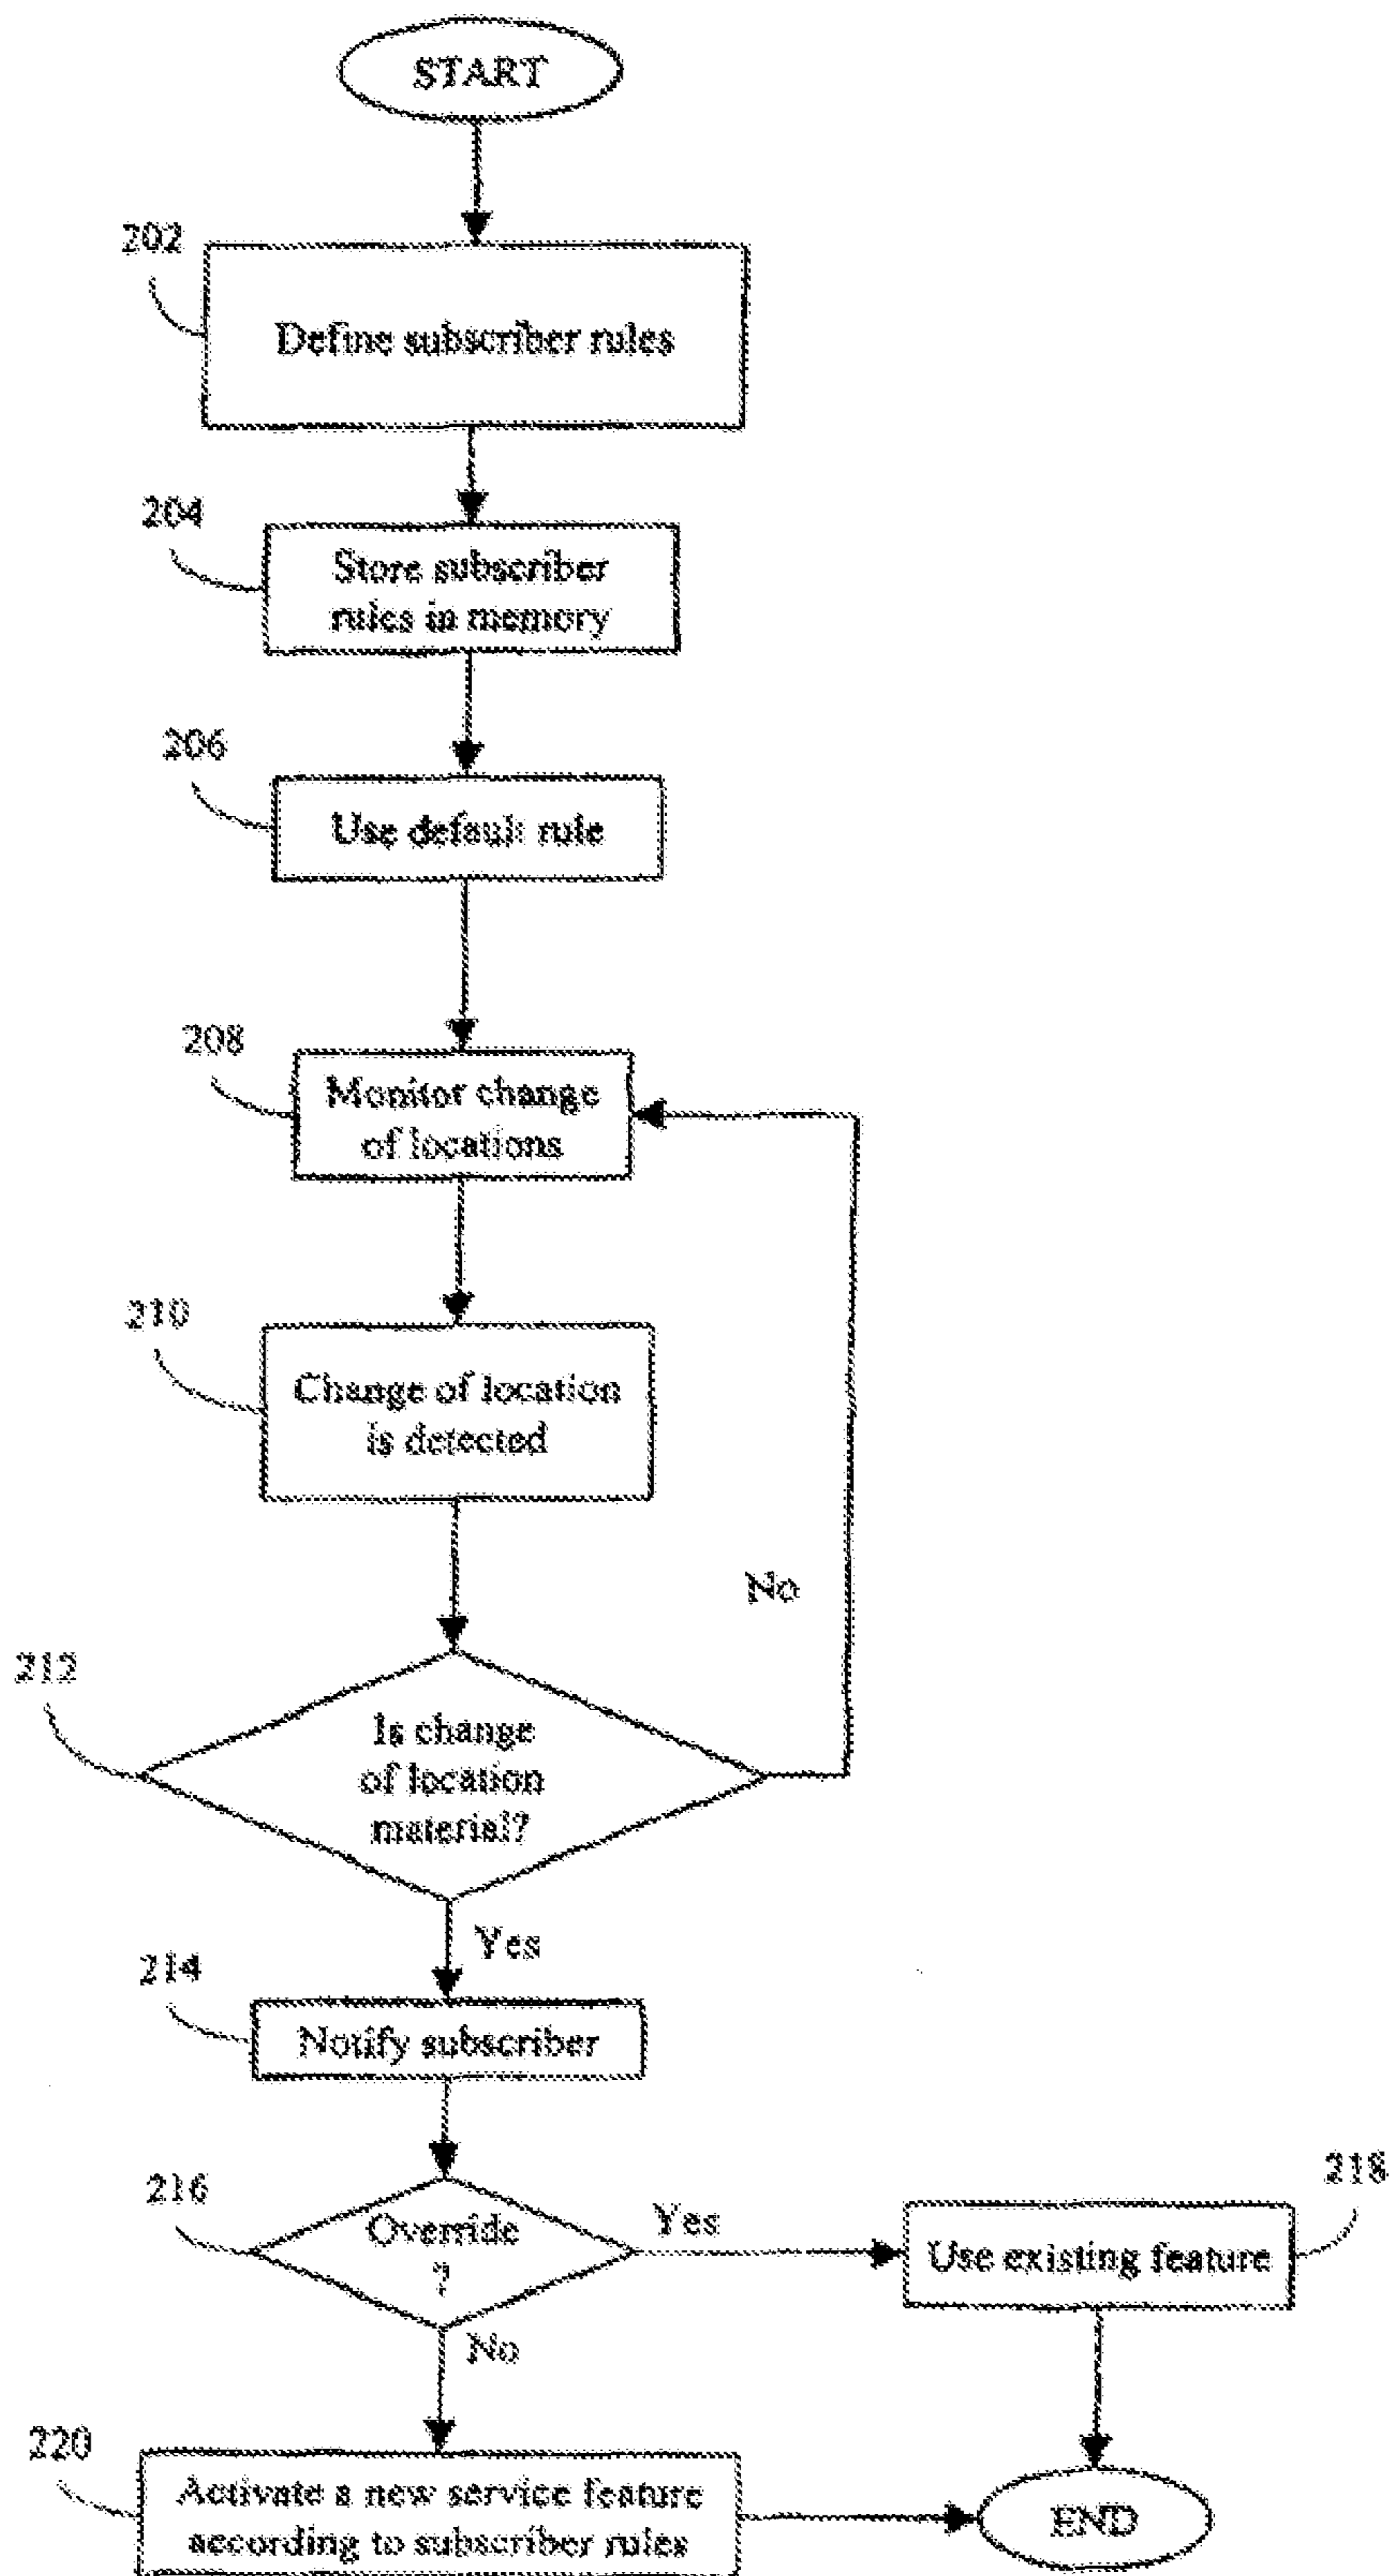 START
202
Define subscriber rules
204
Store subscriber
rules in memory
206
Use default rule
208
Monitor change
of locations
210
Change of location
is detected
No
212
Is change
of location
material?
Yes
214
Notify subscriber
216
Override
?
Yes
218
Use existing feature
No
220
Activate a new service feature
according to subscriber rules
END